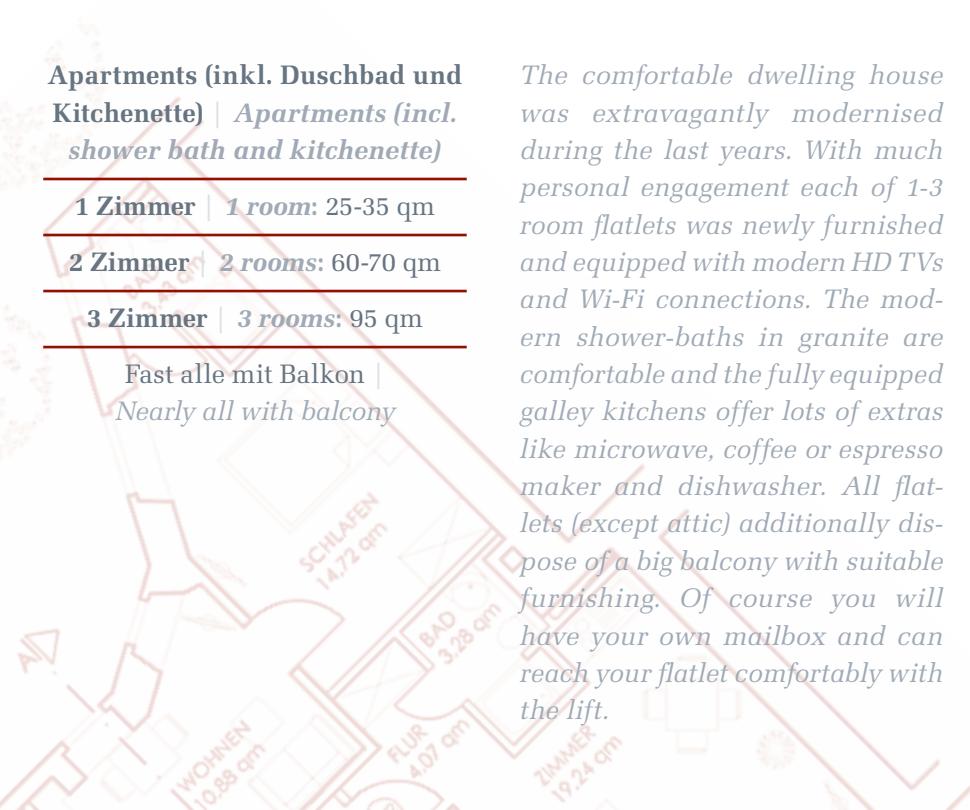 Apartments (inkl. Duschbad und
Kitchenette) | Apartments (incl.
shower bath and kitchenette)
1 Zimmer | 1 room: 25-35 qm
2 Zimmer | 2 rooms: 60-70 qm
3 Zimmer | 3 rooms: 95 qm
Fast alle mit Balkon |
Nearly all with balcony
The comfortable dwelling house
was extravagantly modernised
during the last years. With much
personal engagement each of 1-3
room flatlets was newly furnished
and equipped with modern HD TVs
and Wi-Fi connections. The mod-
ern shower-baths in granite are
comfortable and the fully equipped
galley kitchens offer lots of extras
like microwave, coffee or espresso
maker and dishwasher. All flat-
lets (except attic) additionally dis-
pose of a big balcony with suitable
furnishing. Of course you will
have your own mailbox and can
reach your flatlet comfortably with
the lift.
BAD
3,43 qm
SCHLAFEN
14,72 qm
BAD
3,28 qm
FLUR
4,07 qm
WOHNEN
10,88 qm
ZIMMER
19,24 qm